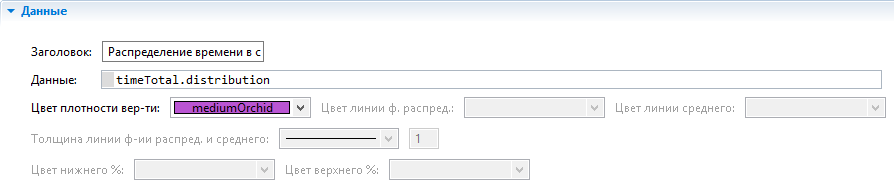 Данные
Заголовок: Распределение времени в с
Данные: timeTotal.distribution
Цвет плотности вер-ти: mediumOrchid Цвет линии ф. распред.: Цвет линии среднего:
Толщина линии ф-ии распред. и среднего: 1
Цвет нижнего %: Цвет верхнего %: